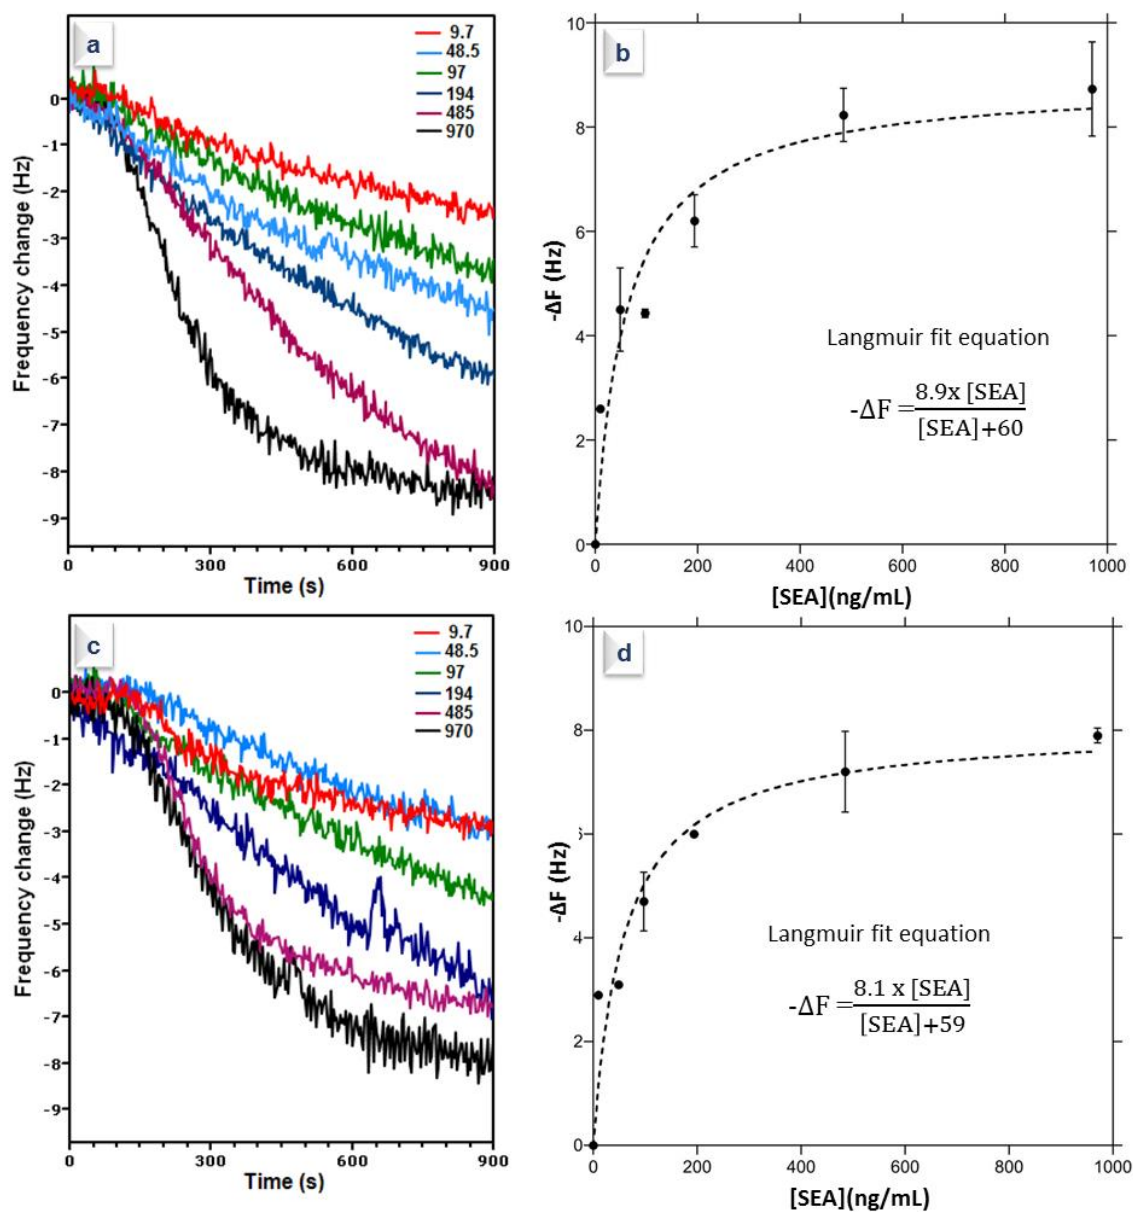 a
9.7
48.5
97
194
485
970
0
-1
-2
-3
-4
-5
-6
-7
-8
-9
Frequency change (Hz)
0 300 600 900
Time (s)
b
10
8
6
4
2
0
-ΔF (Hz)
Langmuir fit equation
-ΔF = 8.9x [SEA]
[SEA]+60
0 200 400 600 800 1000
[SEA](ng/mL)
c
9.7
48.5
97
194
485
970
0
-1
-2
-3
-4
-5
-6
-7
-8
-9
Frequency change (Hz)
0 300 600 900
Time (s)
d
10
8
6
4
2
0
-ΔF (Hz)
Langmuir fit equation
-ΔF = 8.1 x [SEA]
[SEA]+59
0 200 400 600 800 1000
[SEA](ng/mL)